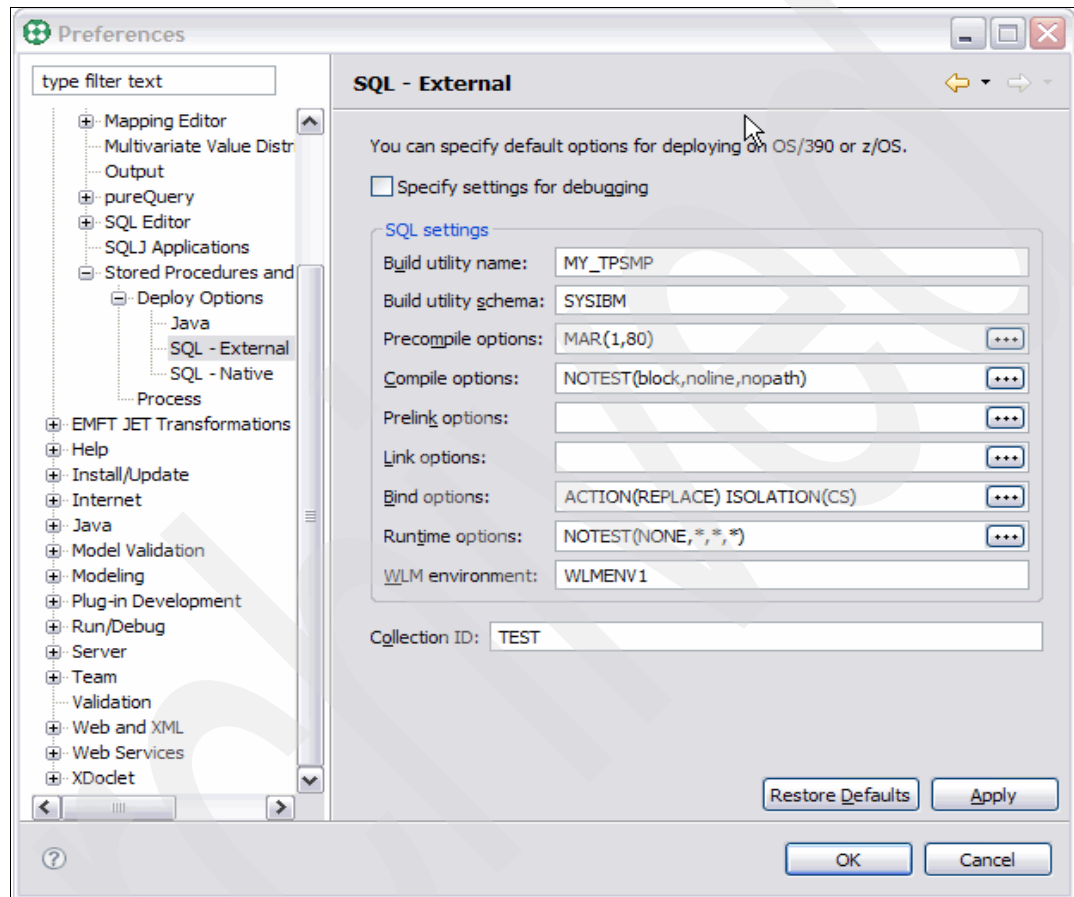 Preferences
type filter text
Mapping Editor
Multivariate Value Distri
Output
pureQuery
SQL Editor
SQLJ Applications
Stored Procedures and
Deploy Options
Java
SQL - External
SQL - Native
Process
EMFT JET Transformations
Help
Install/Update
Internet
Java
Model Validation
Modeling
Plug-in Development
Run/Debug
Server
Team
Validation
Web and XML
Web Services
XDoclet
SQL - External
You can specify default options for deploying on OS/390 or z/OS.
Specify settings for debugging
SQL settings
Build utility name: MY_TPSMP
Build utility schema: SYSIBM
Precompile options: MAR(1,80)
Compile options: NOTEST(block,noline,nopath)
Prelink options:
Link options:
Bind options: ACTION(REPLACE) ISOLATION(CS)
Runtime options: NOTEST(NONE,*,*,*)
WLM environment: WLMENV1
Collection ID: TEST
Restore Defaults Apply
? OK Cancel